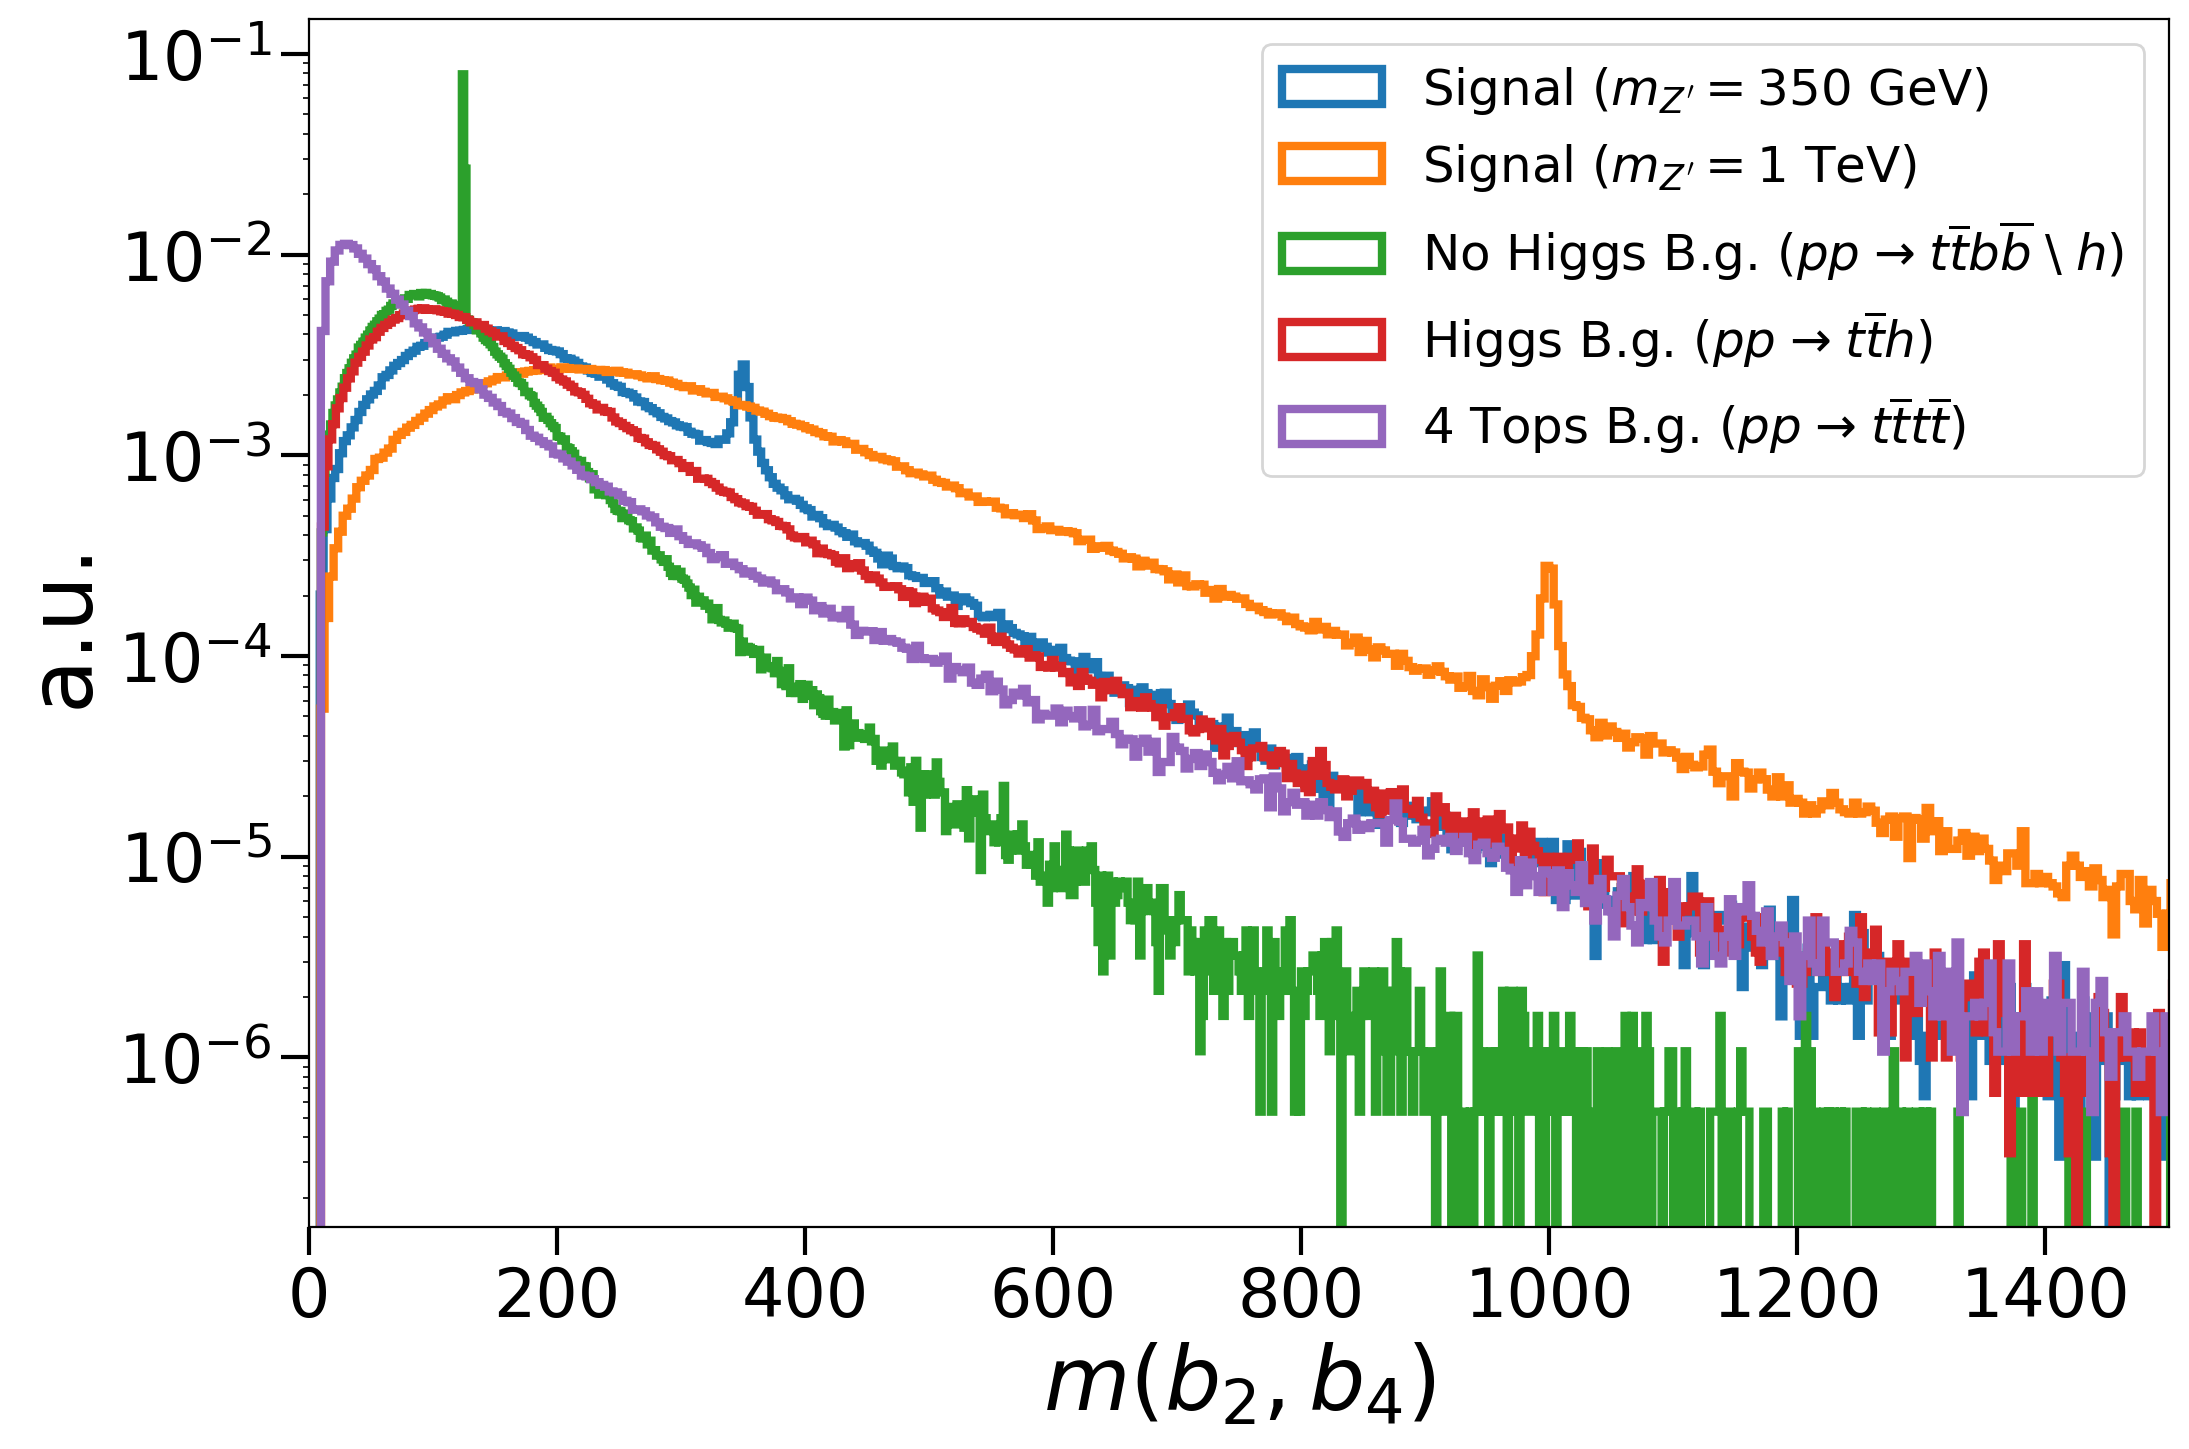 10⁻¹
10⁻²
10⁻³
10⁻⁴
10⁻⁵
10⁻⁶
a.u.
Signal (m_{Z′} = 350 GeV)
Signal (m_{Z′} = 1 TeV)
No Higgs B.g. (pp → tt̅bb̅ \ h)
Higgs B.g. (pp → tt̅h)
4 Tops B.g. (pp → tt̅tt̅)
0 200 400 600 800 1000 1200 1400
m(b₂, b₄)